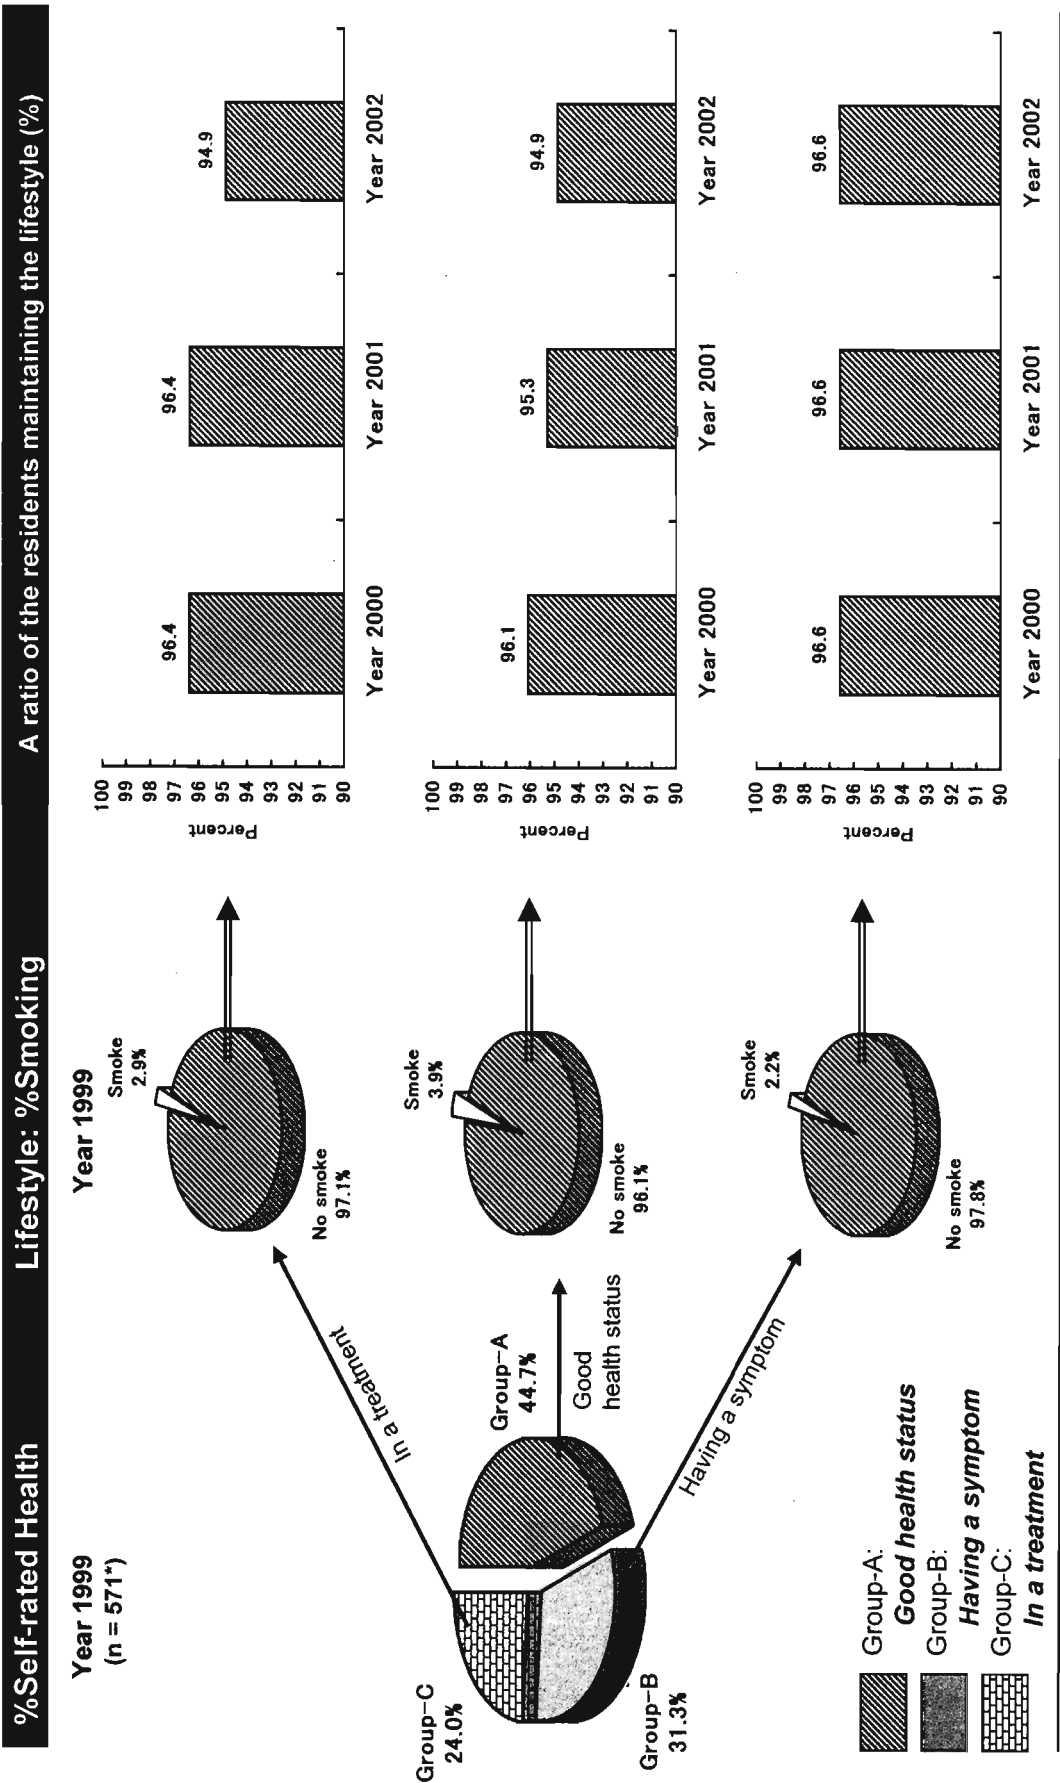 %Self-rated Health
Lifestyle: %Smoking
A ratio of the residents maintaining the lifestyle (%)
Year 1999
(n = 571*)
Group-C
24.0%
Group-B
31.3%
Group-A
44.7%
In a treatment
Good
health status
Having a symptom
Group-A:
Good health status
Group-B:
Having a symptom
Group-C:
In a treatment
Year 1999
Smoke
2.9%
No smoke
97.1%
Smoke
3.9%
No smoke
96.1%
Smoke
2.2%
No smoke
97.8%
Percent
100
99
98
97
96
95
94
93
92
91
90
96.4
96.4
94.9
Year 2000
Year 2001
Year 2002
Percent
100
99
98
97
96
95
94
93
92
91
90
96.1
95.3
94.9
Year 2000
Year 2001
Year 2002
Percent
100
99
98
97
96
95
94
93
92
91
90
96.6
96.6
96.6
Year 2000
Year 2001
Year 2002